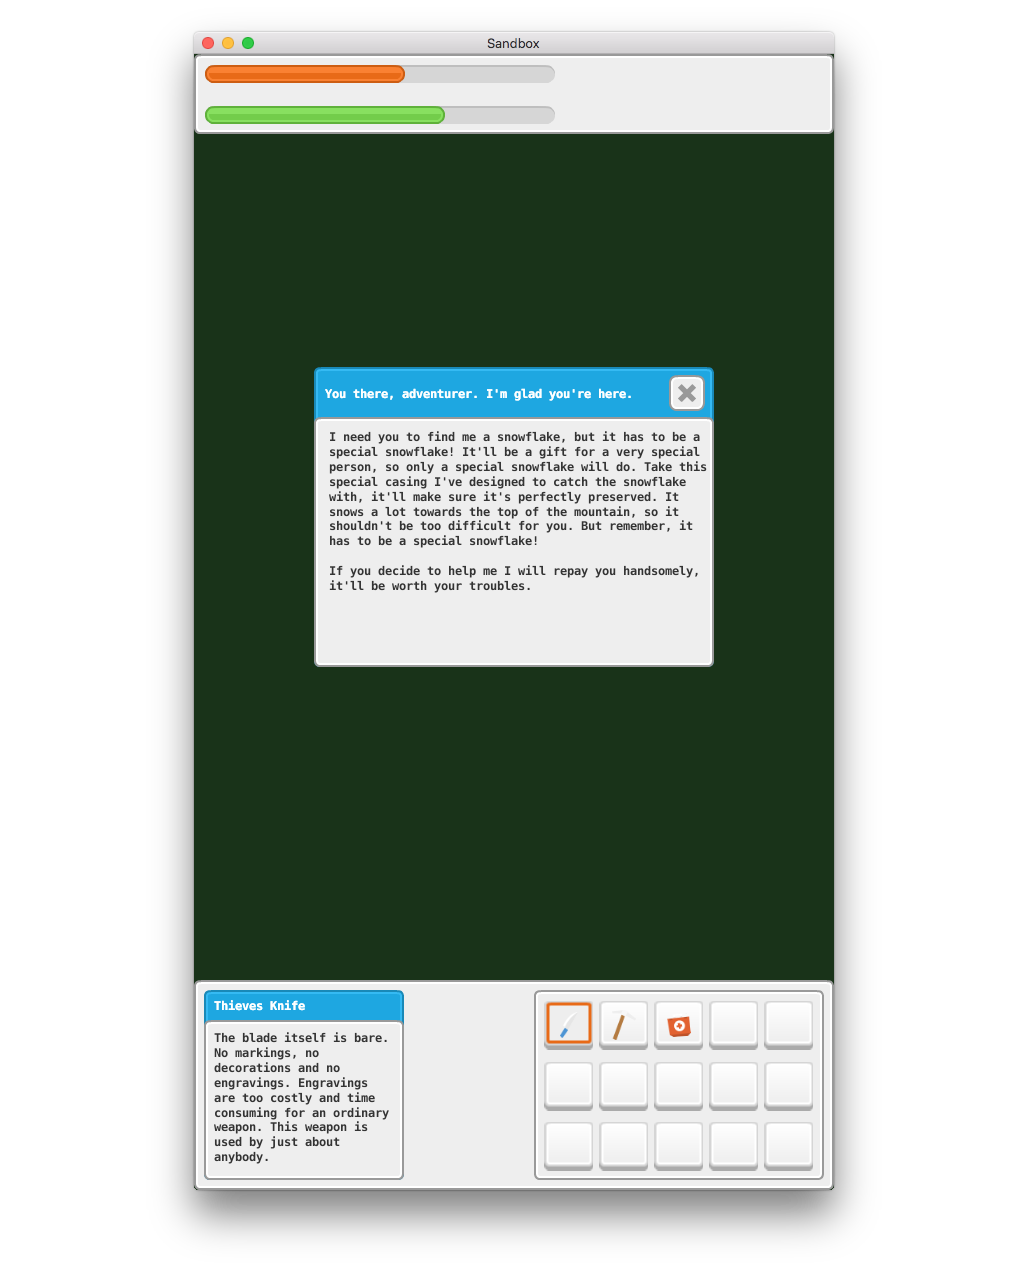 Sandbox
You there, adventurer. I'm glad you're here.
I need you to find me a snowflake, but it has to be a
special snowflake! It'll be a gift for a very special
person, so only a special snowflake will do. Take this
special casing I've designed to catch the snowflake
with, it'll make sure it's perfectly preserved. It
snows a lot towards the top of the mountain, so it
shouldn't be too difficult for you. But remember, it
has to be a special snowflake!
If you decide to help me I will repay you handsomely,
it'll be worth your troubles.
Thieves Knife
The blade itself is bare.
No markings, no
decorations and no
engravings. Engravings
are too costly and time
consuming for an ordinary
weapon. This weapon is
used by just about
anybody.